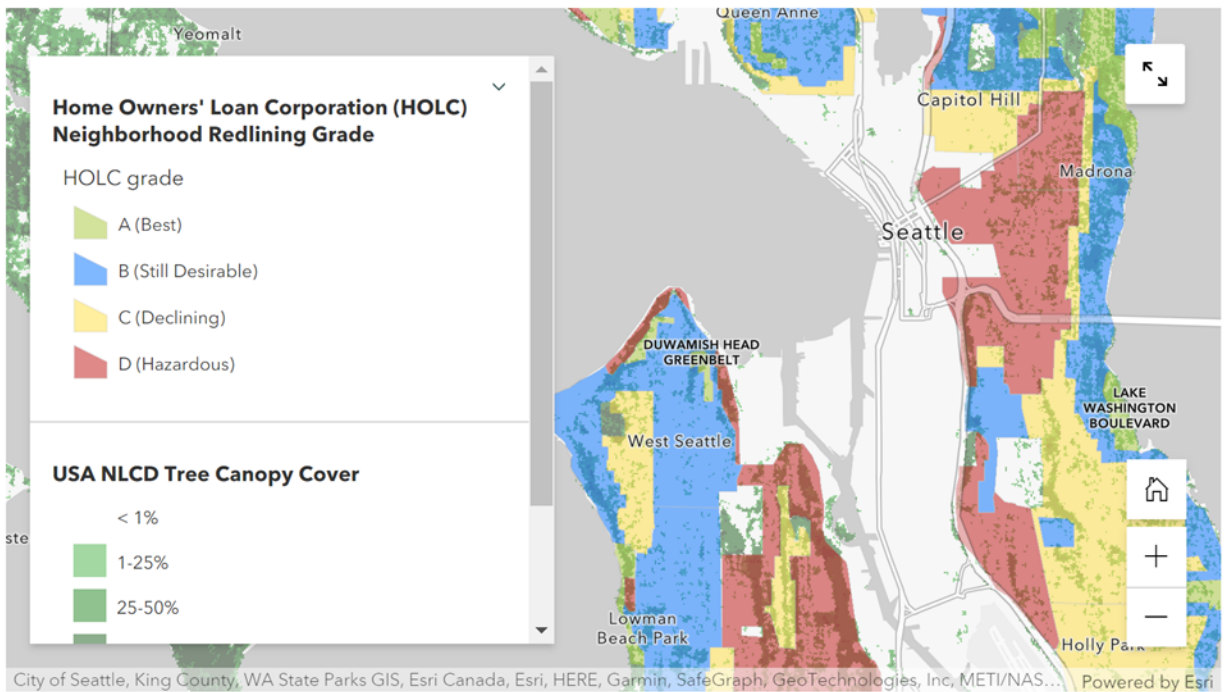 Yeomalt
Queen Anne
Home Owners' Loan Corporation (HOLC)
Neighborhood Redlining Grade
HOLC grade
A (Best)
B (Still Desirable)
C (Declining)
D (Hazardous)
USA NLCD Tree Canopy Cover
< 1%
1-25%
25-50%
ste
Capitol Hill
Madrona
Seattle
DUWAMISH HEAD
GREENBELT
LAKE
WASHINGTON
BOULEVARD
West Seattle
Lowman
Beach Park
Holly Park
City of Seattle, King County, WA State Parks GIS, Esri Canada, Esri, HERE, Garmin, SafeGraph, GeoTechnologies, Inc, METI/NAS... Powered by Esri